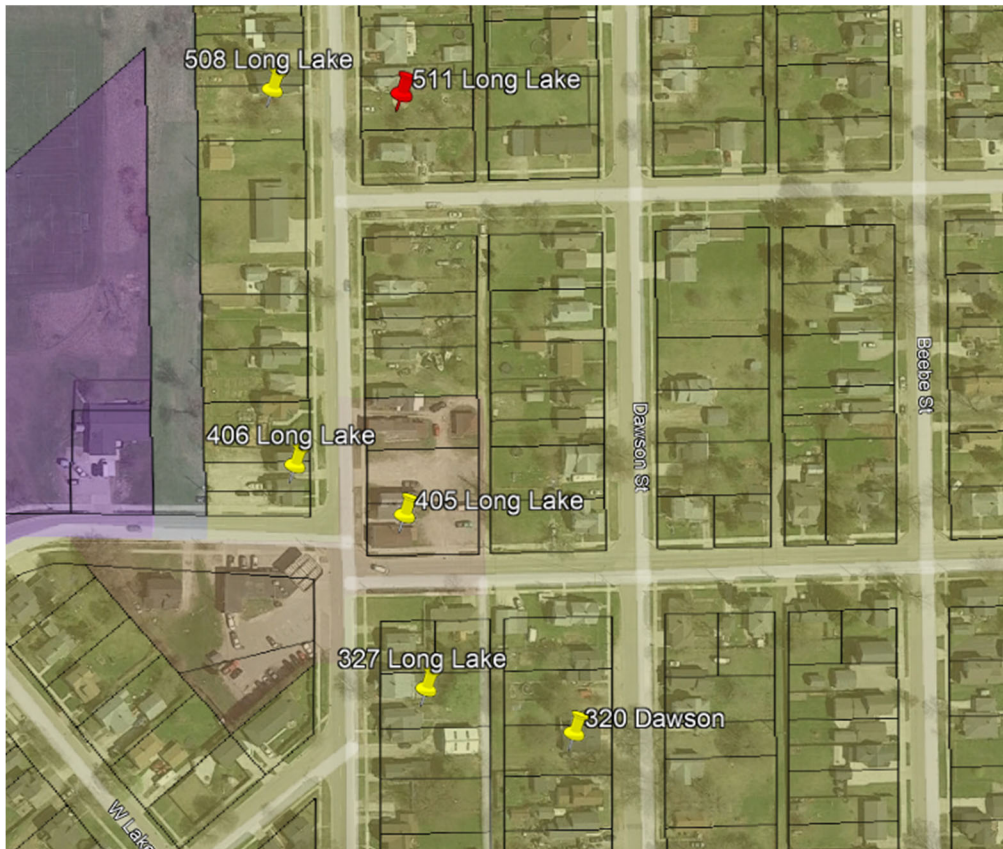 508 Long Lake
511 Long Lake
Beebe St
Dawson St
406 Long Lake
405 Long Lake
327 Long Lake
320 Dawson
W Lake